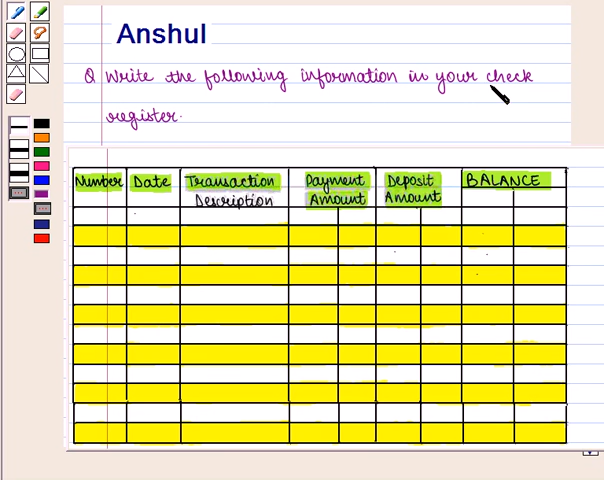 Anshul
Q Write the following information in your check
register.
Number Date Transaction Payment Deposit BALANCE
Description Amount Amount